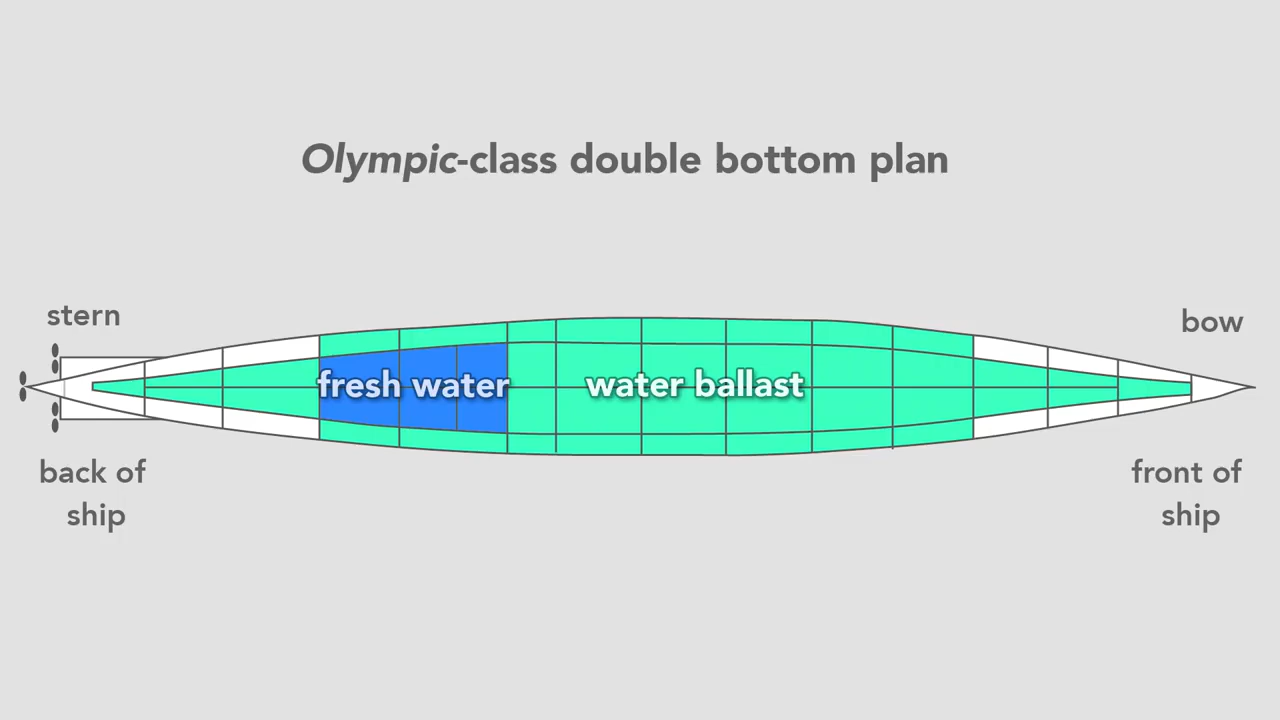 Olympic-class double bottom plan
stern
bow
fresh water
water ballast
back of
ship
front of
ship